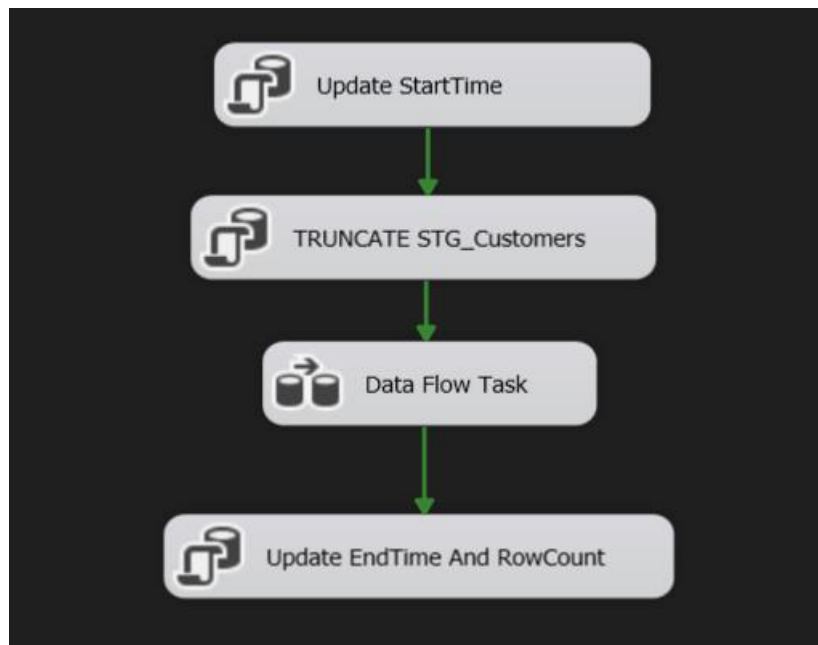 Update StartTime
TRUNCATE STG_Customers
Data Flow Task
Update EndTime And RowCount